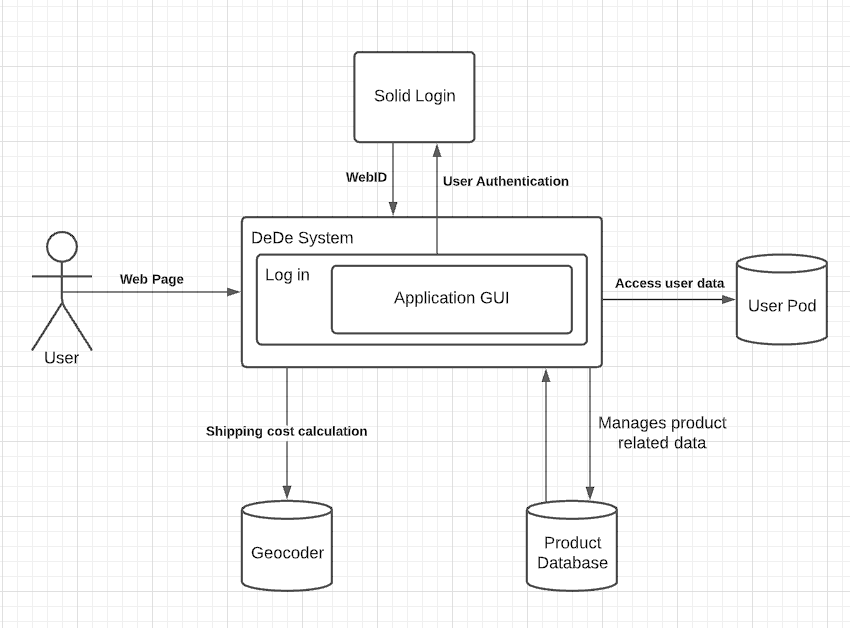 Solid Login
WebID
User Authentication
DeDe System
Log in
Application GUI
Web Page
User
Access user data
User Pod
Shipping cost calculation
Manages product
related data
Geocoder
Product
Database